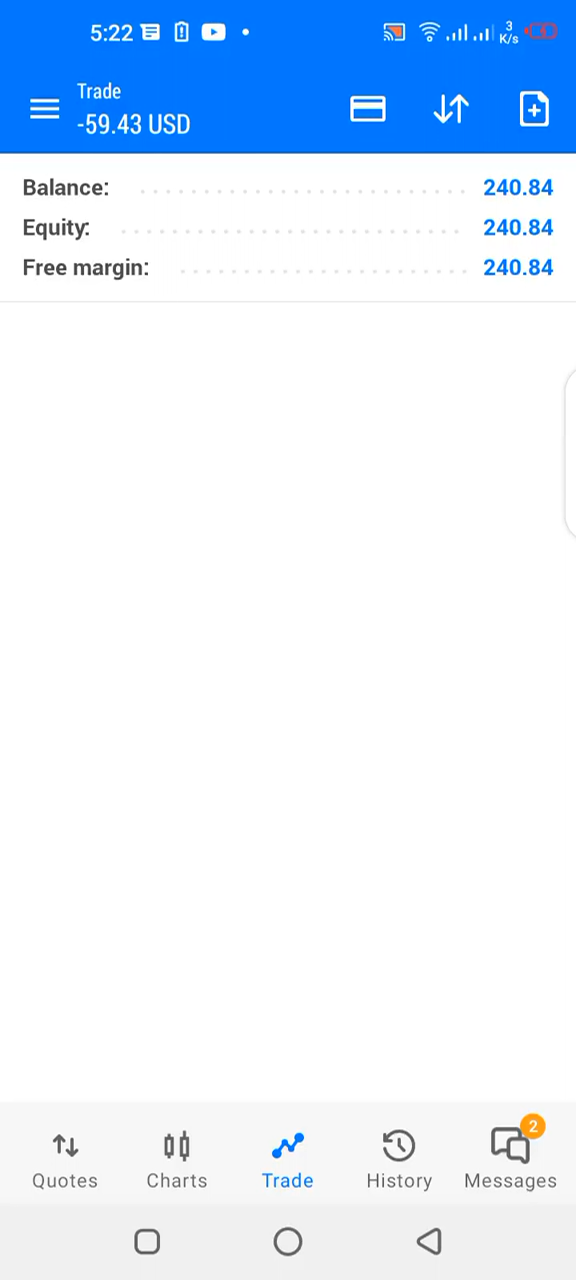 5:22
3
K/s
Trade
-59.43 USD
Balance: 240.84
Equity: 240.84
Free margin: 240.84
2
Quotes Charts Trade History Messages